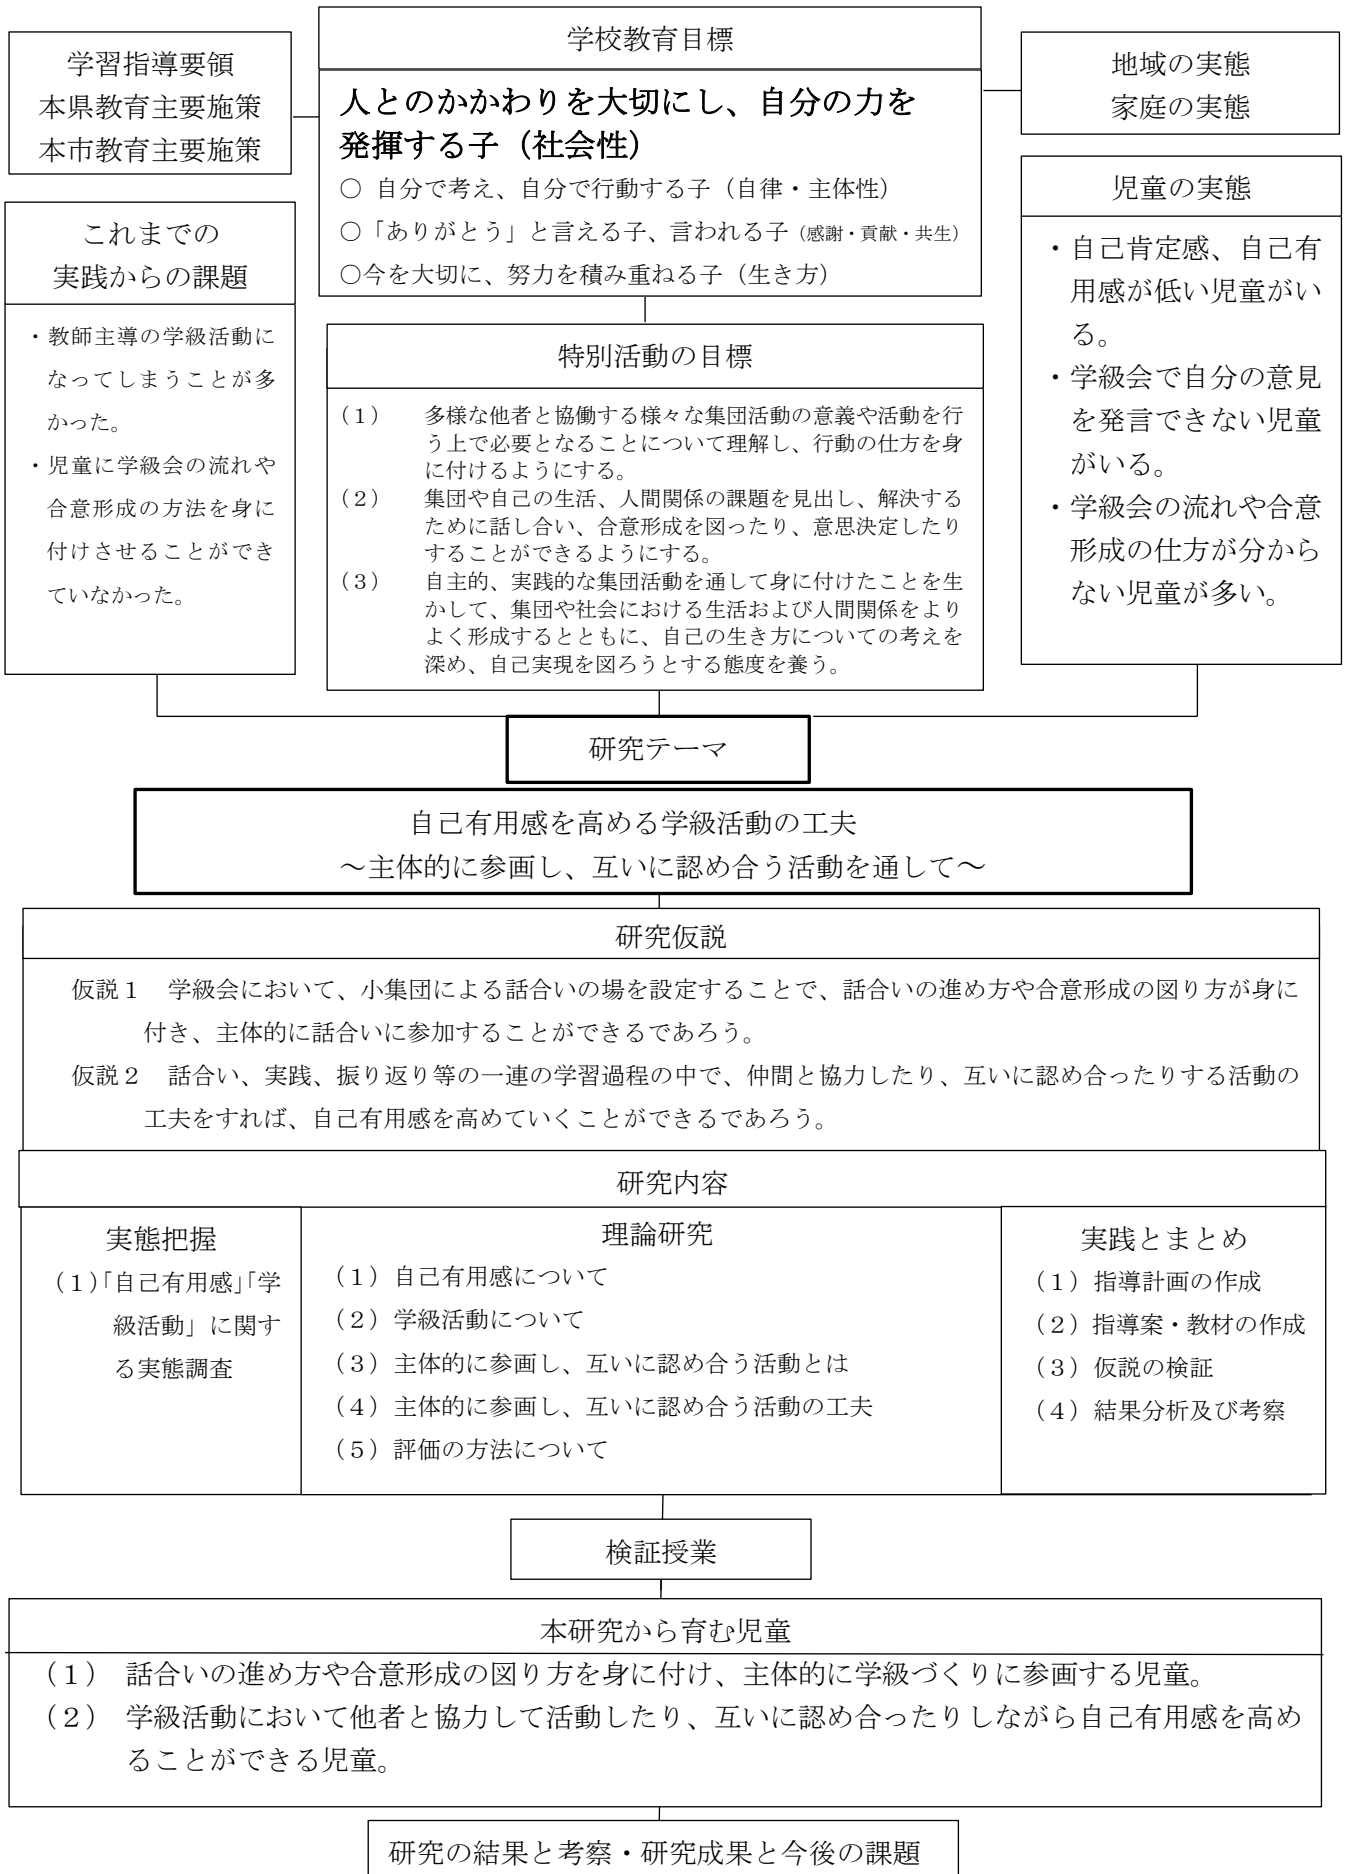 学校教育目標
人とのかかわりを大切にし、自分の力を
発揮する子（社会性）
○ 自分で考え、自分で行動する子（自律・主体性）
○「ありがとう」と言える子、言われる子（感謝・貢献・共生）
○今を大切に、努力を積み重ねる子（生き方）
学習指導要領
本県教育主要施策
本市教育主要施策
地域の実態
家庭の実態
これまでの
実践からの課題
・教師主導の学級活動に
なってしまうことが多
かった。
・児童に学級会の流れや
合意形成の方法を身に
付けさせることができ
ていなかった。
特別活動の目標
（１） 多様な他者と協働する様々な集団活動の意義や活動を行
う上で必要となることについて理解し、行動の仕方を身
に付けるようにする。
（２） 集団や自己の生活、人間関係の課題を見出し、解決する
ために話し合い、合意形成を図ったり、意思決定したり
することができるようにする。
（３） 自主的、実践的な集団活動を通して身に付けたことを生
かして、集団や社会における生活および人間関係をより
よく形成するとともに、自己の生き方についての考えを
深め、自己実現を図ろうとする態度を養う。
児童の実態
・自己肯定感、自己有
用感が低い児童がい
る。
・学級会で自分の意見
を発言できない児童
がいる。
・学級会の流れや合意
形成の仕方が分から
ない児童が多い。
研究テーマ
自己有用感を高める学級活動の工夫
～主体的に参画し、互いに認め合う活動を通して～
研究仮説
仮説１ 学級会において、小集団による話合いの場を設定することで、話合いの進め方や合意形成の図り方が身に
付き、主体的に話合いに参加することができるであろう。
仮説２ 話合い、実践、振り返り等の一連の学習過程の中で、仲間と協力したり、互いに認め合ったりする活動の
工夫をすれば、自己有用感を高めていくことができるであろう。
研究内容
実態把握
（１）「自己有用感」「学
級活動」に関す
る実態調査
理論研究
（１）自己有用感について
（２）学級活動について
（３）主体的に参画し、互いに認め合う活動とは
（４）主体的に参画し、互いに認め合う活動の工夫
（５）評価の方法について
実践とまとめ
（１）指導計画の作成
（２）指導案・教材の作成
（３）仮説の検証
（４）結果分析及び考察
検証授業
本研究から育む児童
（１） 話合いの進め方や合意形成の図り方を身に付け、主体的に学級づくりに参画する児童。
（２） 学級活動において他者と協力して活動したり、互いに認め合ったりしながら自己有用感を高め
ることができる児童。
研究の結果と考察・研究成果と今後の課題